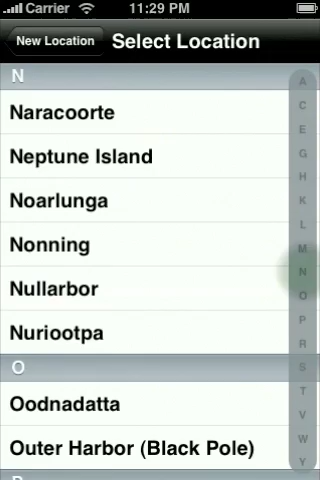 Carrier 11:29 PM
New Location Select Location
N
Naracoorte
Neptune Island
Noarlunga
Nonning
Nullarbor
Nuriootpa
O
Oodnadatta
Outer Harbor (Black Pole)
A
C
E
G
H
K
L
M
N
O
P
R
S
T
V
W
Y